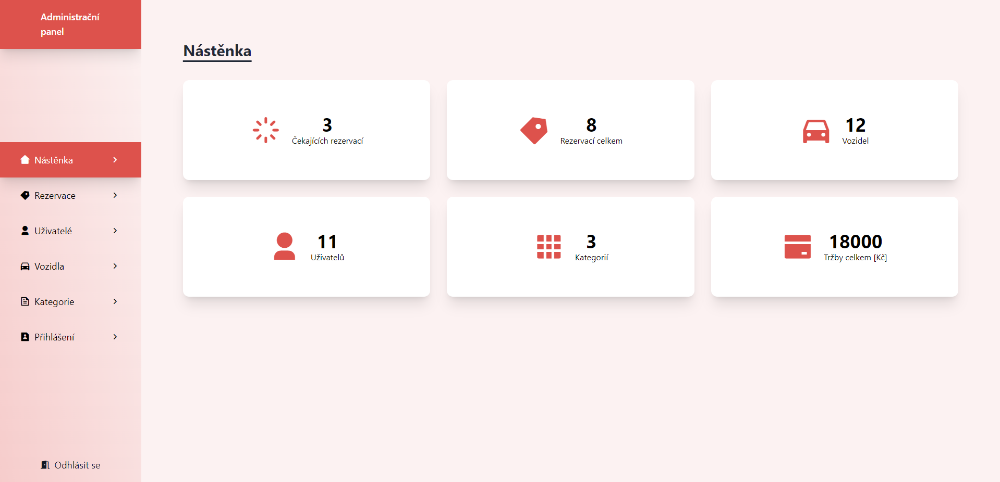 Administrační
panel
Nástěnka
Rezervace
Uživatelé
Vozidla
Kategorie
Přihlášení
Odhlásit se
Nástěnka
3
Čekajících rezervací
8
Rezervací celkem
12
Vozidel
11
Uživatelů
3
Kategorií
18000
Tržby celkem [Kč]